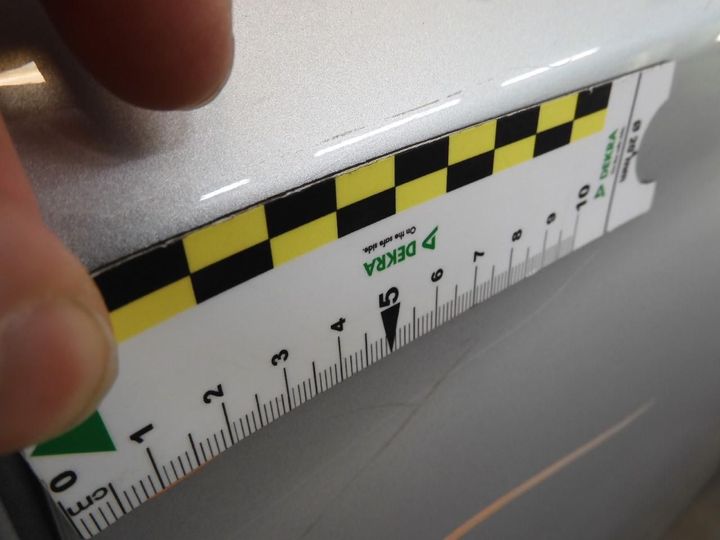 DEKRA
On the safe side.
0 1 2 3 4 5 6 7 8 9 10
cm
DEKRA